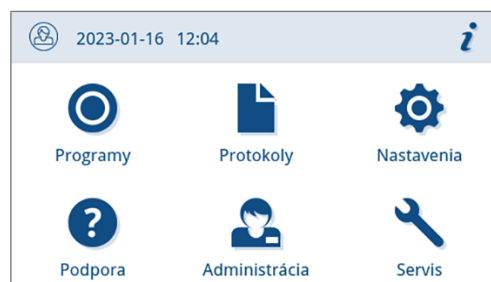 2023-01-16 12:04 i
Programy Protokoly Nastavenia
? 
Podpora Administrácia Servis